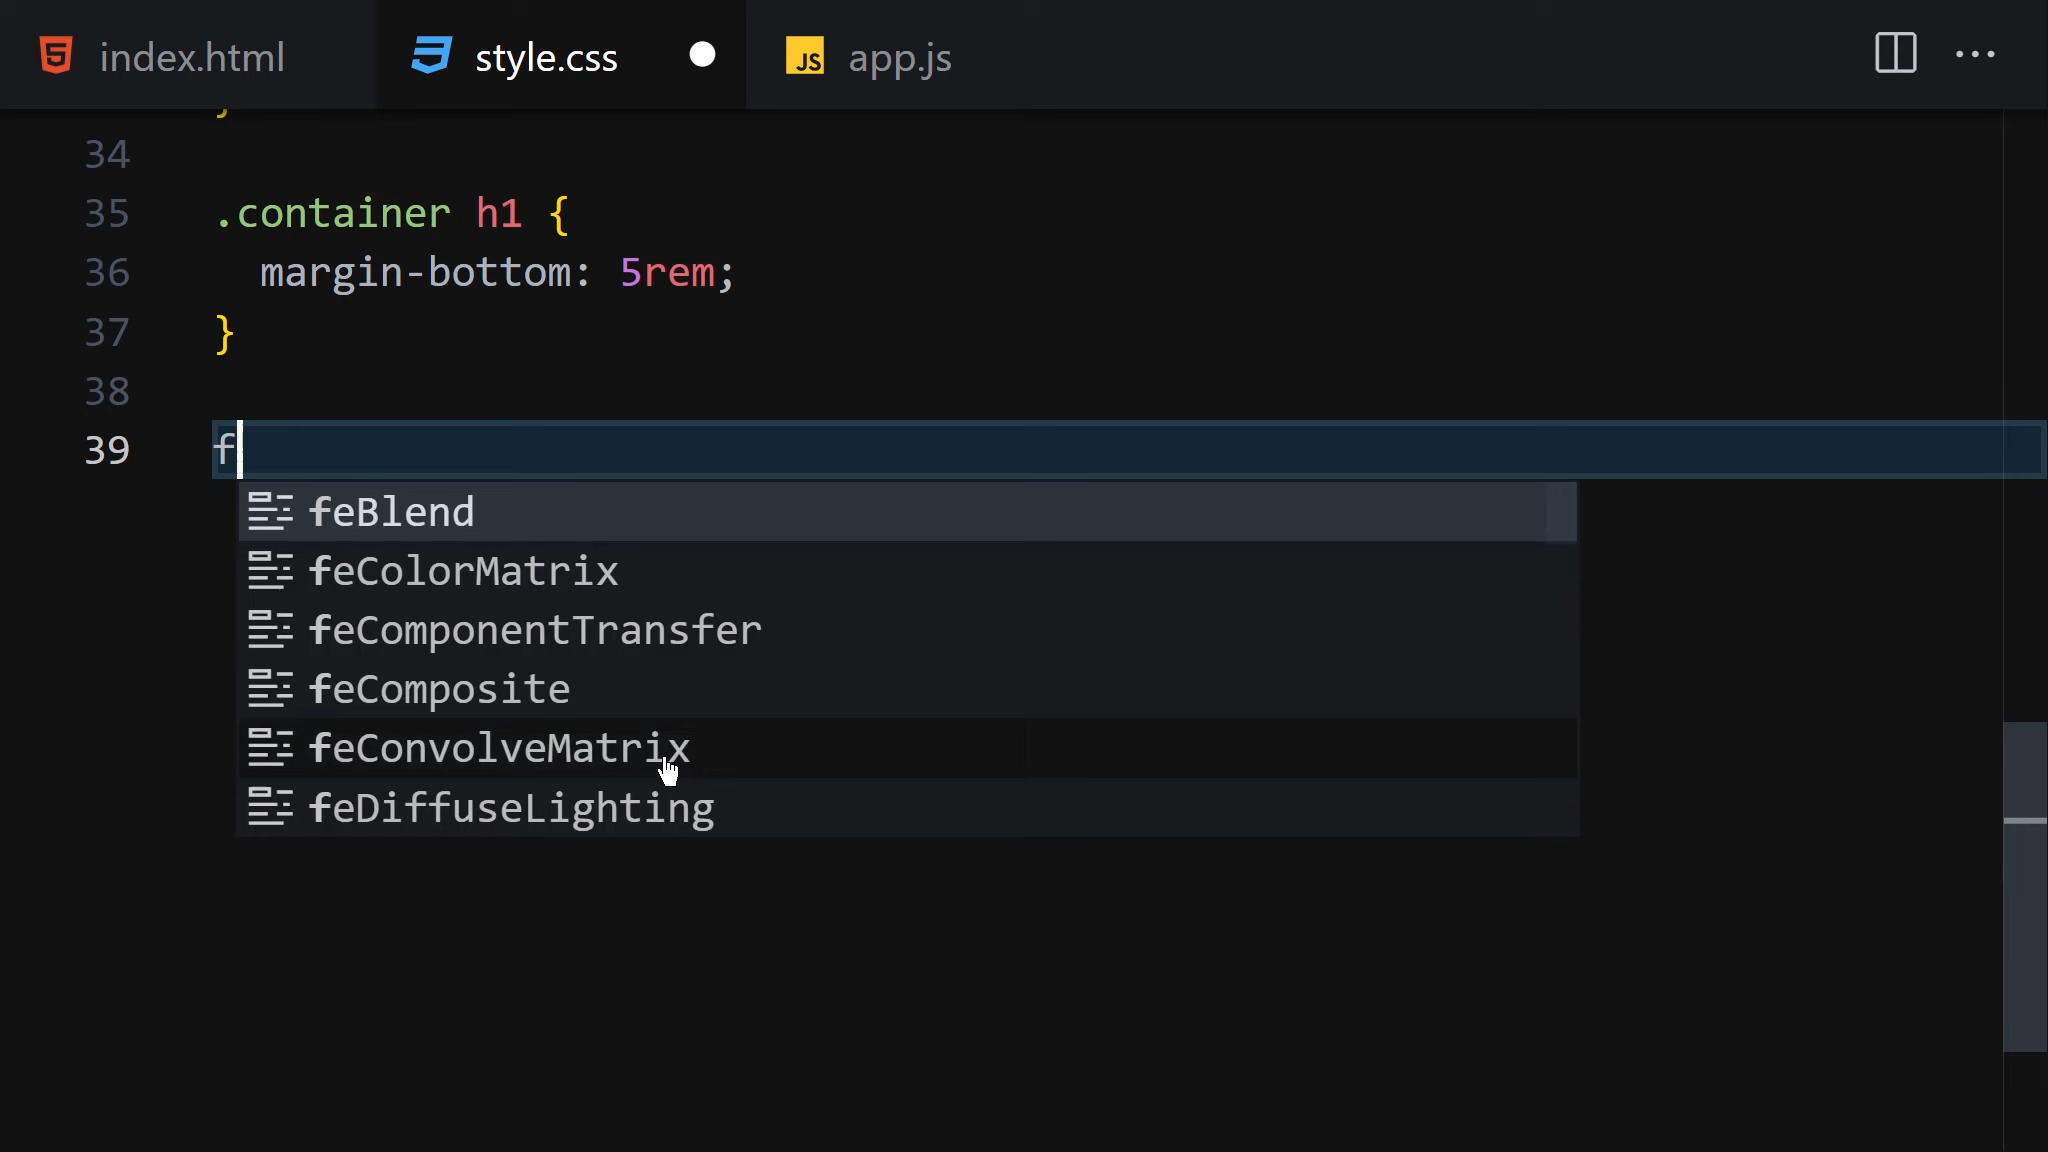 index.html style.css app.js
}
34
35 .container h1 {
36 margin-bottom: 5rem;
37 }
38
39 f
feBlend
feColorMatrix
feComponentTransfer
feComposite
feConvolveMatrix
feDiffuseLighting